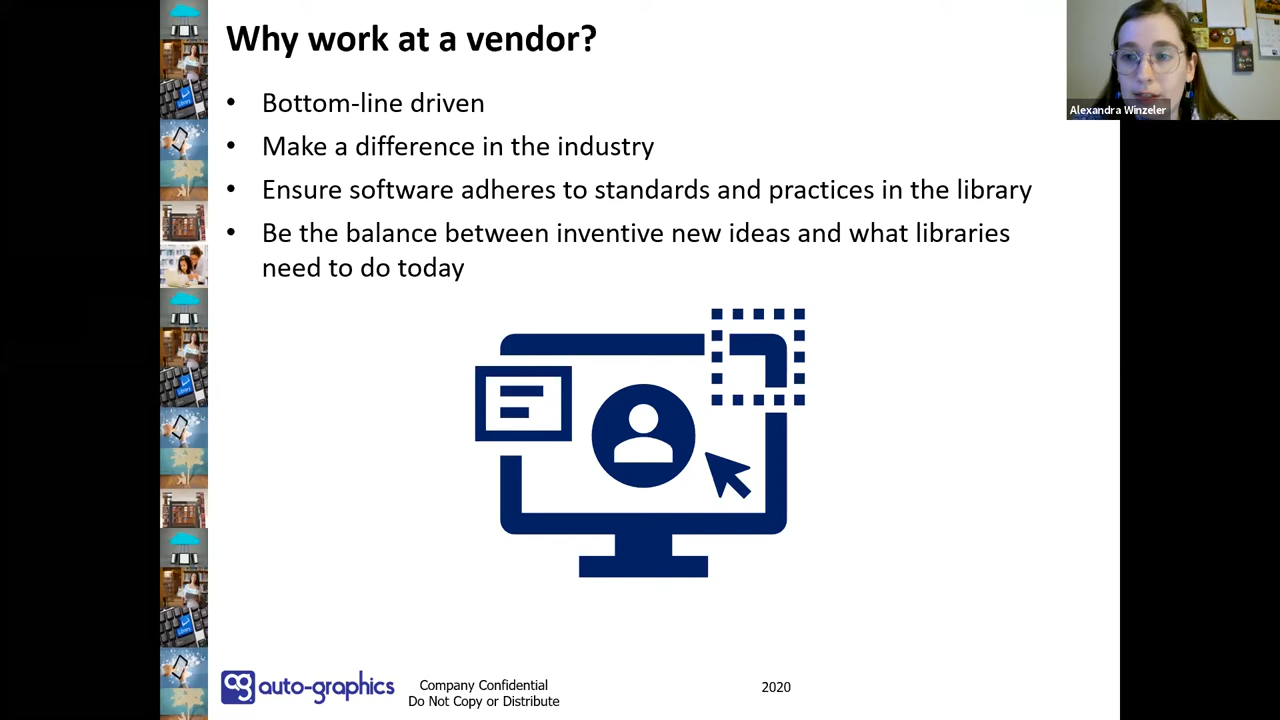 Why work at a vendor?
• Bottom-line driven
• Make a difference in the industry
• Ensure software adheres to standards and practices in the library
• Be the balance between inventive new ideas and what libraries
need to do today
Alexandra Winzeler
ag auto-graphics
Company Confidential
Do Not Copy or Distribute
2020